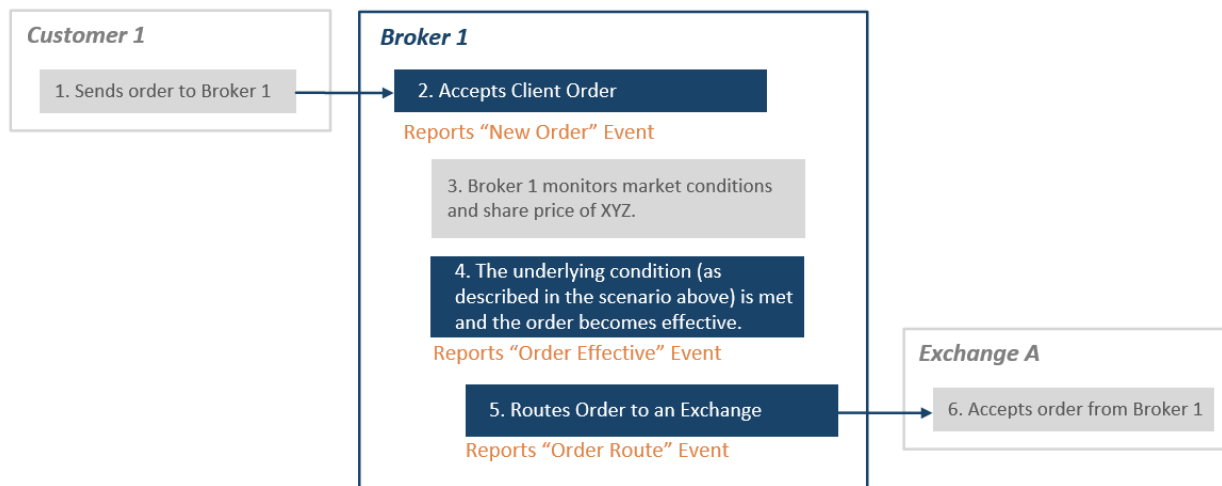 Customer 1
1. Sends order to Broker 1
Broker 1
2. Accepts Client Order
Reports “New Order” Event
3. Broker 1 monitors market conditions
and share price of XYZ.
4. The underlying condition (as
described in the scenario above) is met
and the order becomes effective.
Reports “Order Effective” Event
5. Routes Order to an Exchange
Reports “Order Route” Event
Exchange A
6. Accepts order from Broker 1